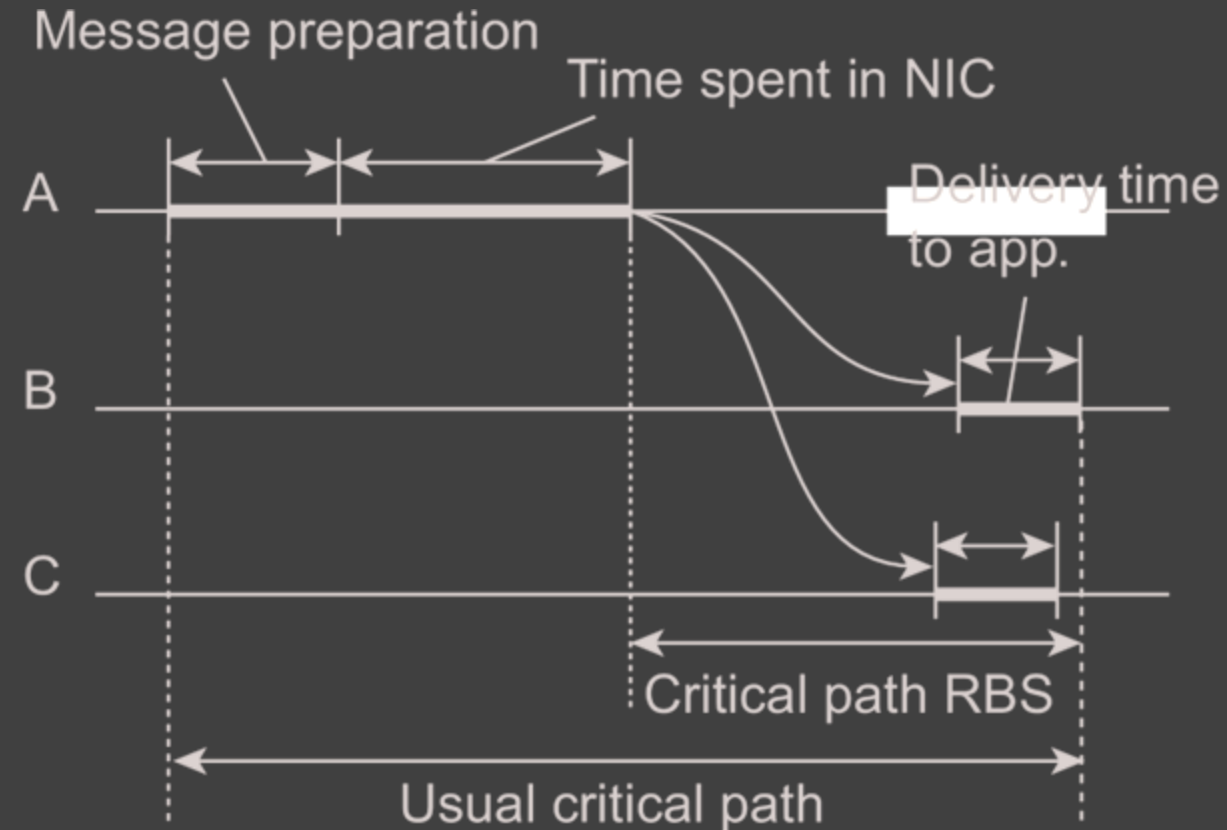 Message preparation
Time spent in NIC
A
Delivery time
to app.
B
C
Critical path RBS
Usual critical path